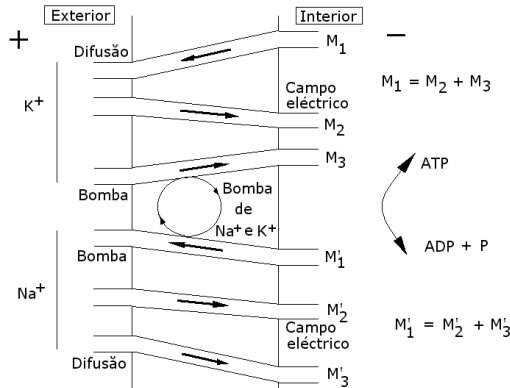 Exterior
Interior
+
−
Difusão
M1
K+
Campo
eléctrico
M2
M1 = M2 + M3
M3
ATP
Bomba
Bomba
de
Na+ e K+
ADP + P
Bomba
M'1
Na+
M'2
Campo
eléctrico
M'1 = M'2 + M'3
Difusão
M'3